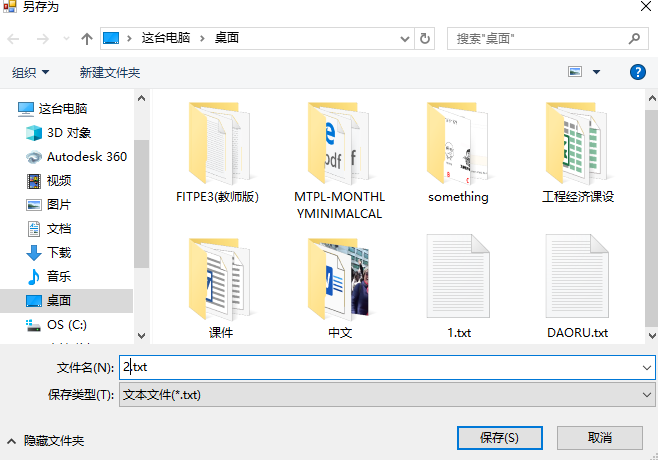 另存为
这台电脑 > 桌面
搜索"桌面"
组织
新建文件夹
这台电脑
3D 对象
Autodesk 360
视频
图片
文档
下载
音乐
桌面
OS (C:)
FITPE3(教师版)
MTPL-MONTHL
YMINIMALCAL
something
工程经济课设
课件
中文
1.txt
DAORU.txt
文件名(N):
2.txt
保存类型(T):
文本文件(*.txt)
隐藏文件夹
保存(S)
取消